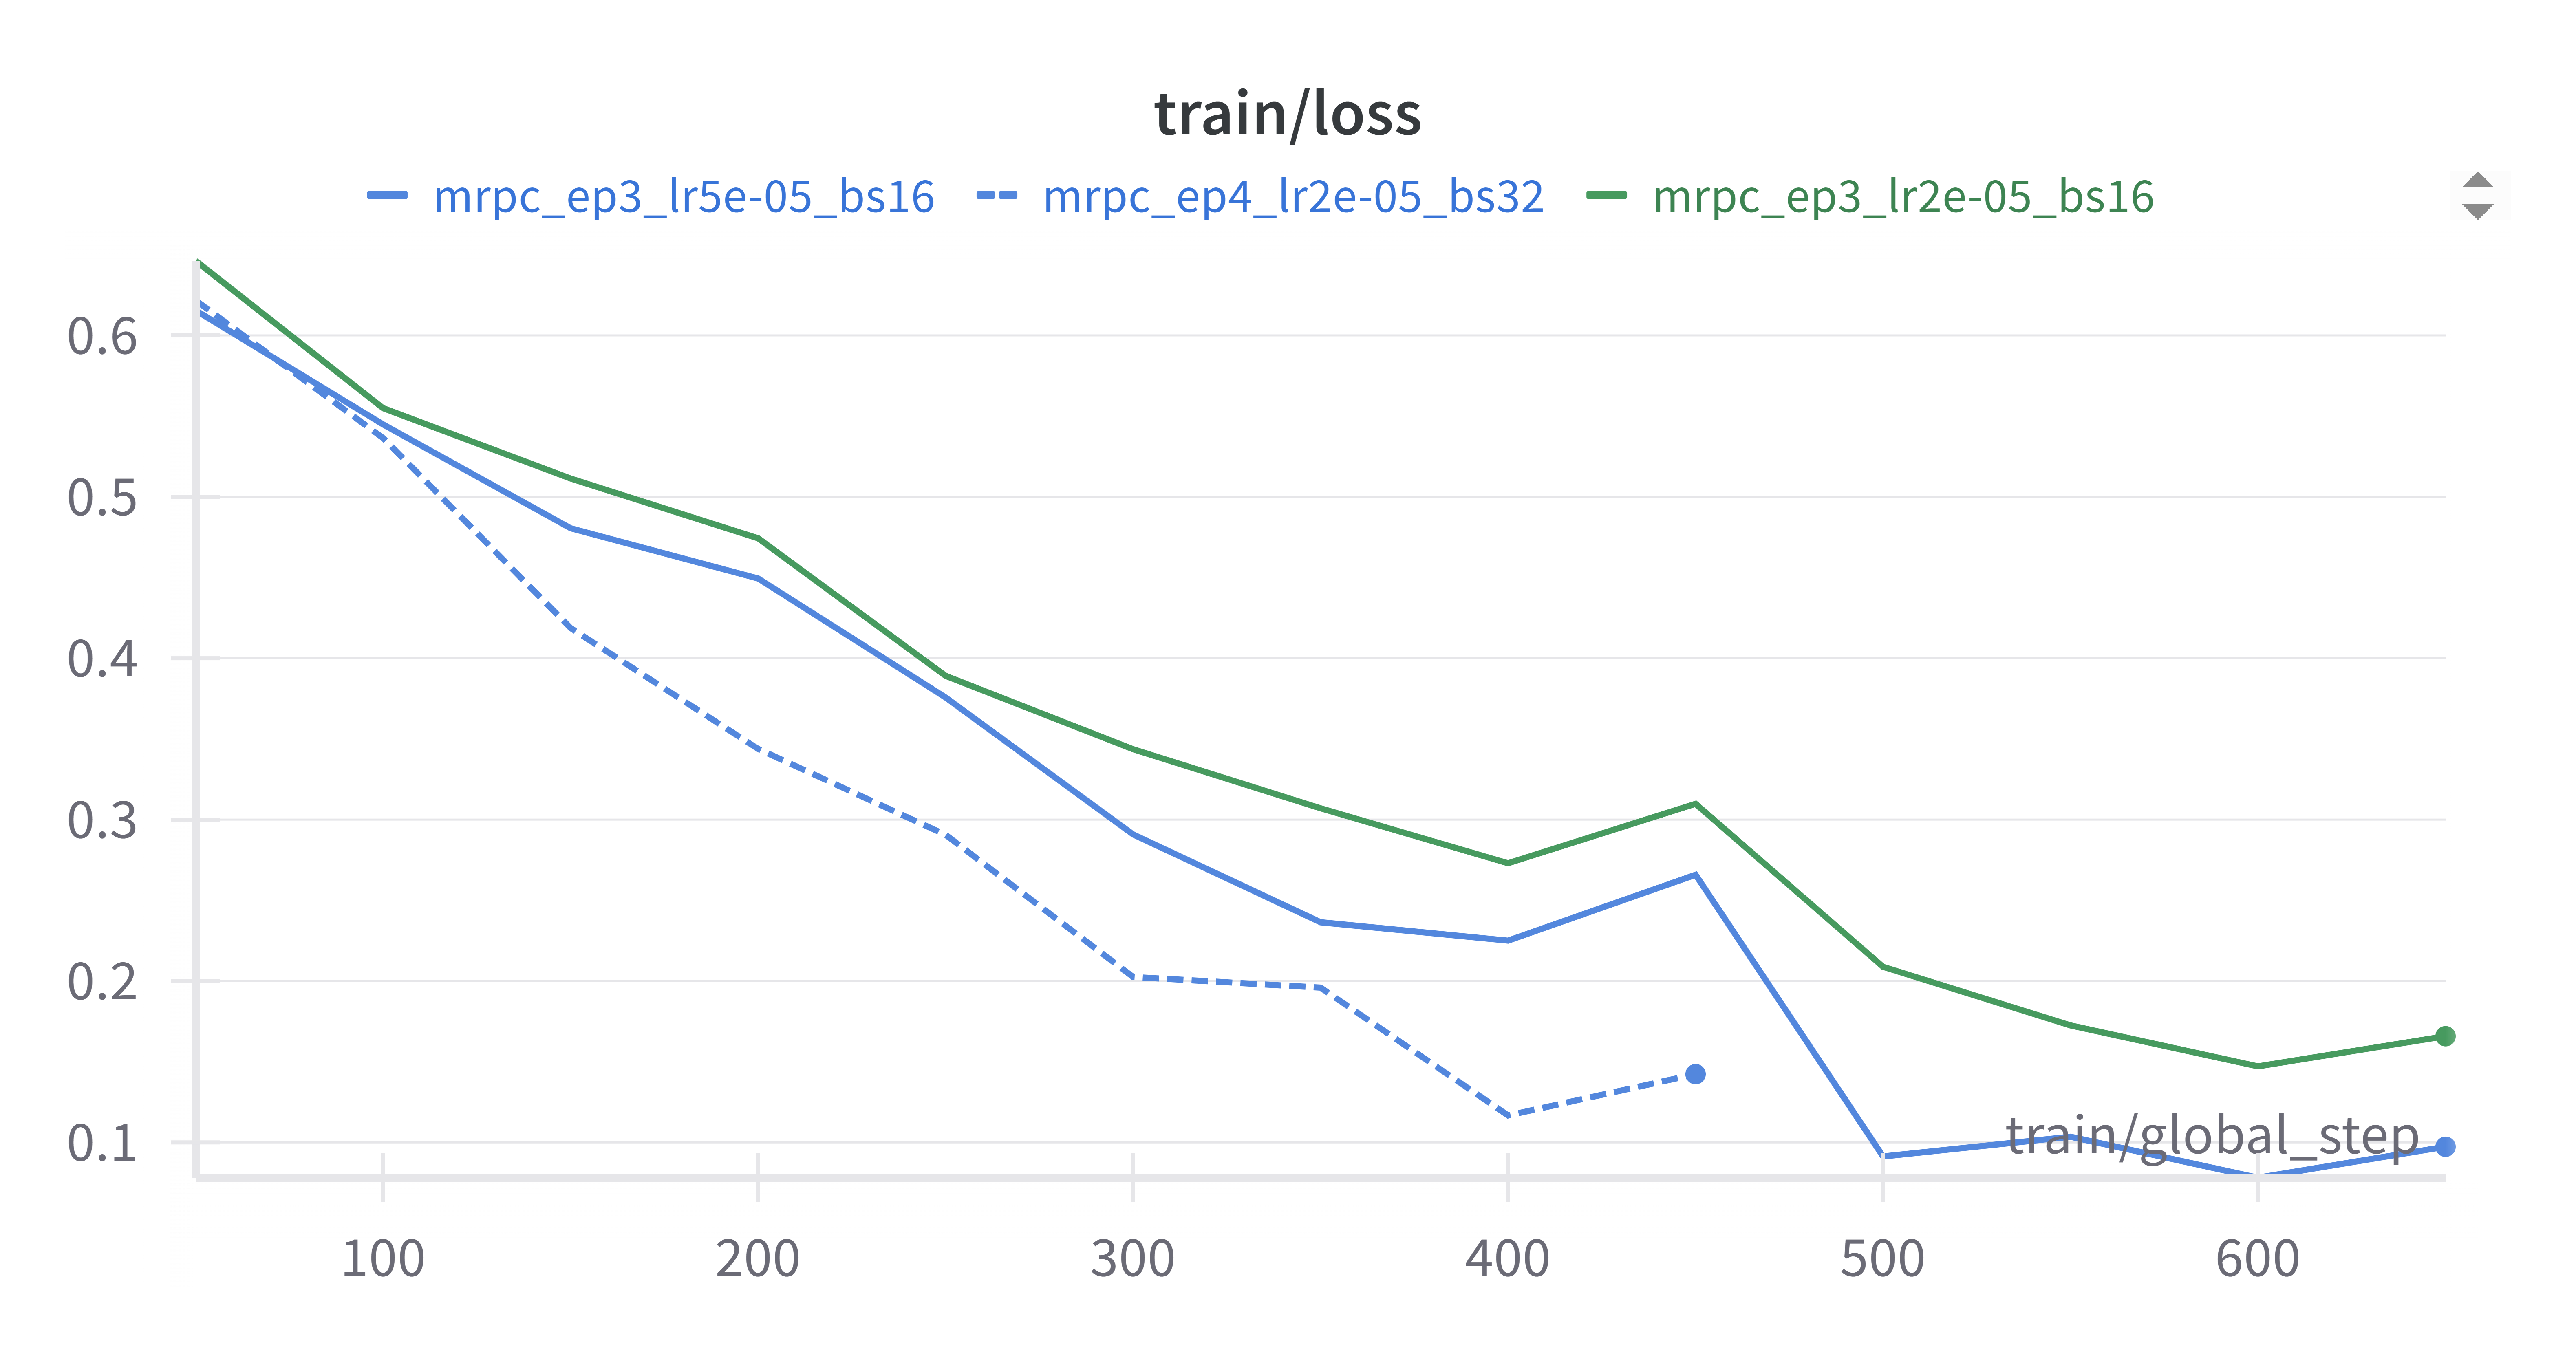 train/loss
mrpc_ep3_lr5e-05_bs16 mrpc_ep4_lr2e-05_bs32 mrpc_ep3_lr2e-05_bs16
0.6
0.5
0.4
0.3
0.2
0.1
train/global_step
100 200 300 400 500 600